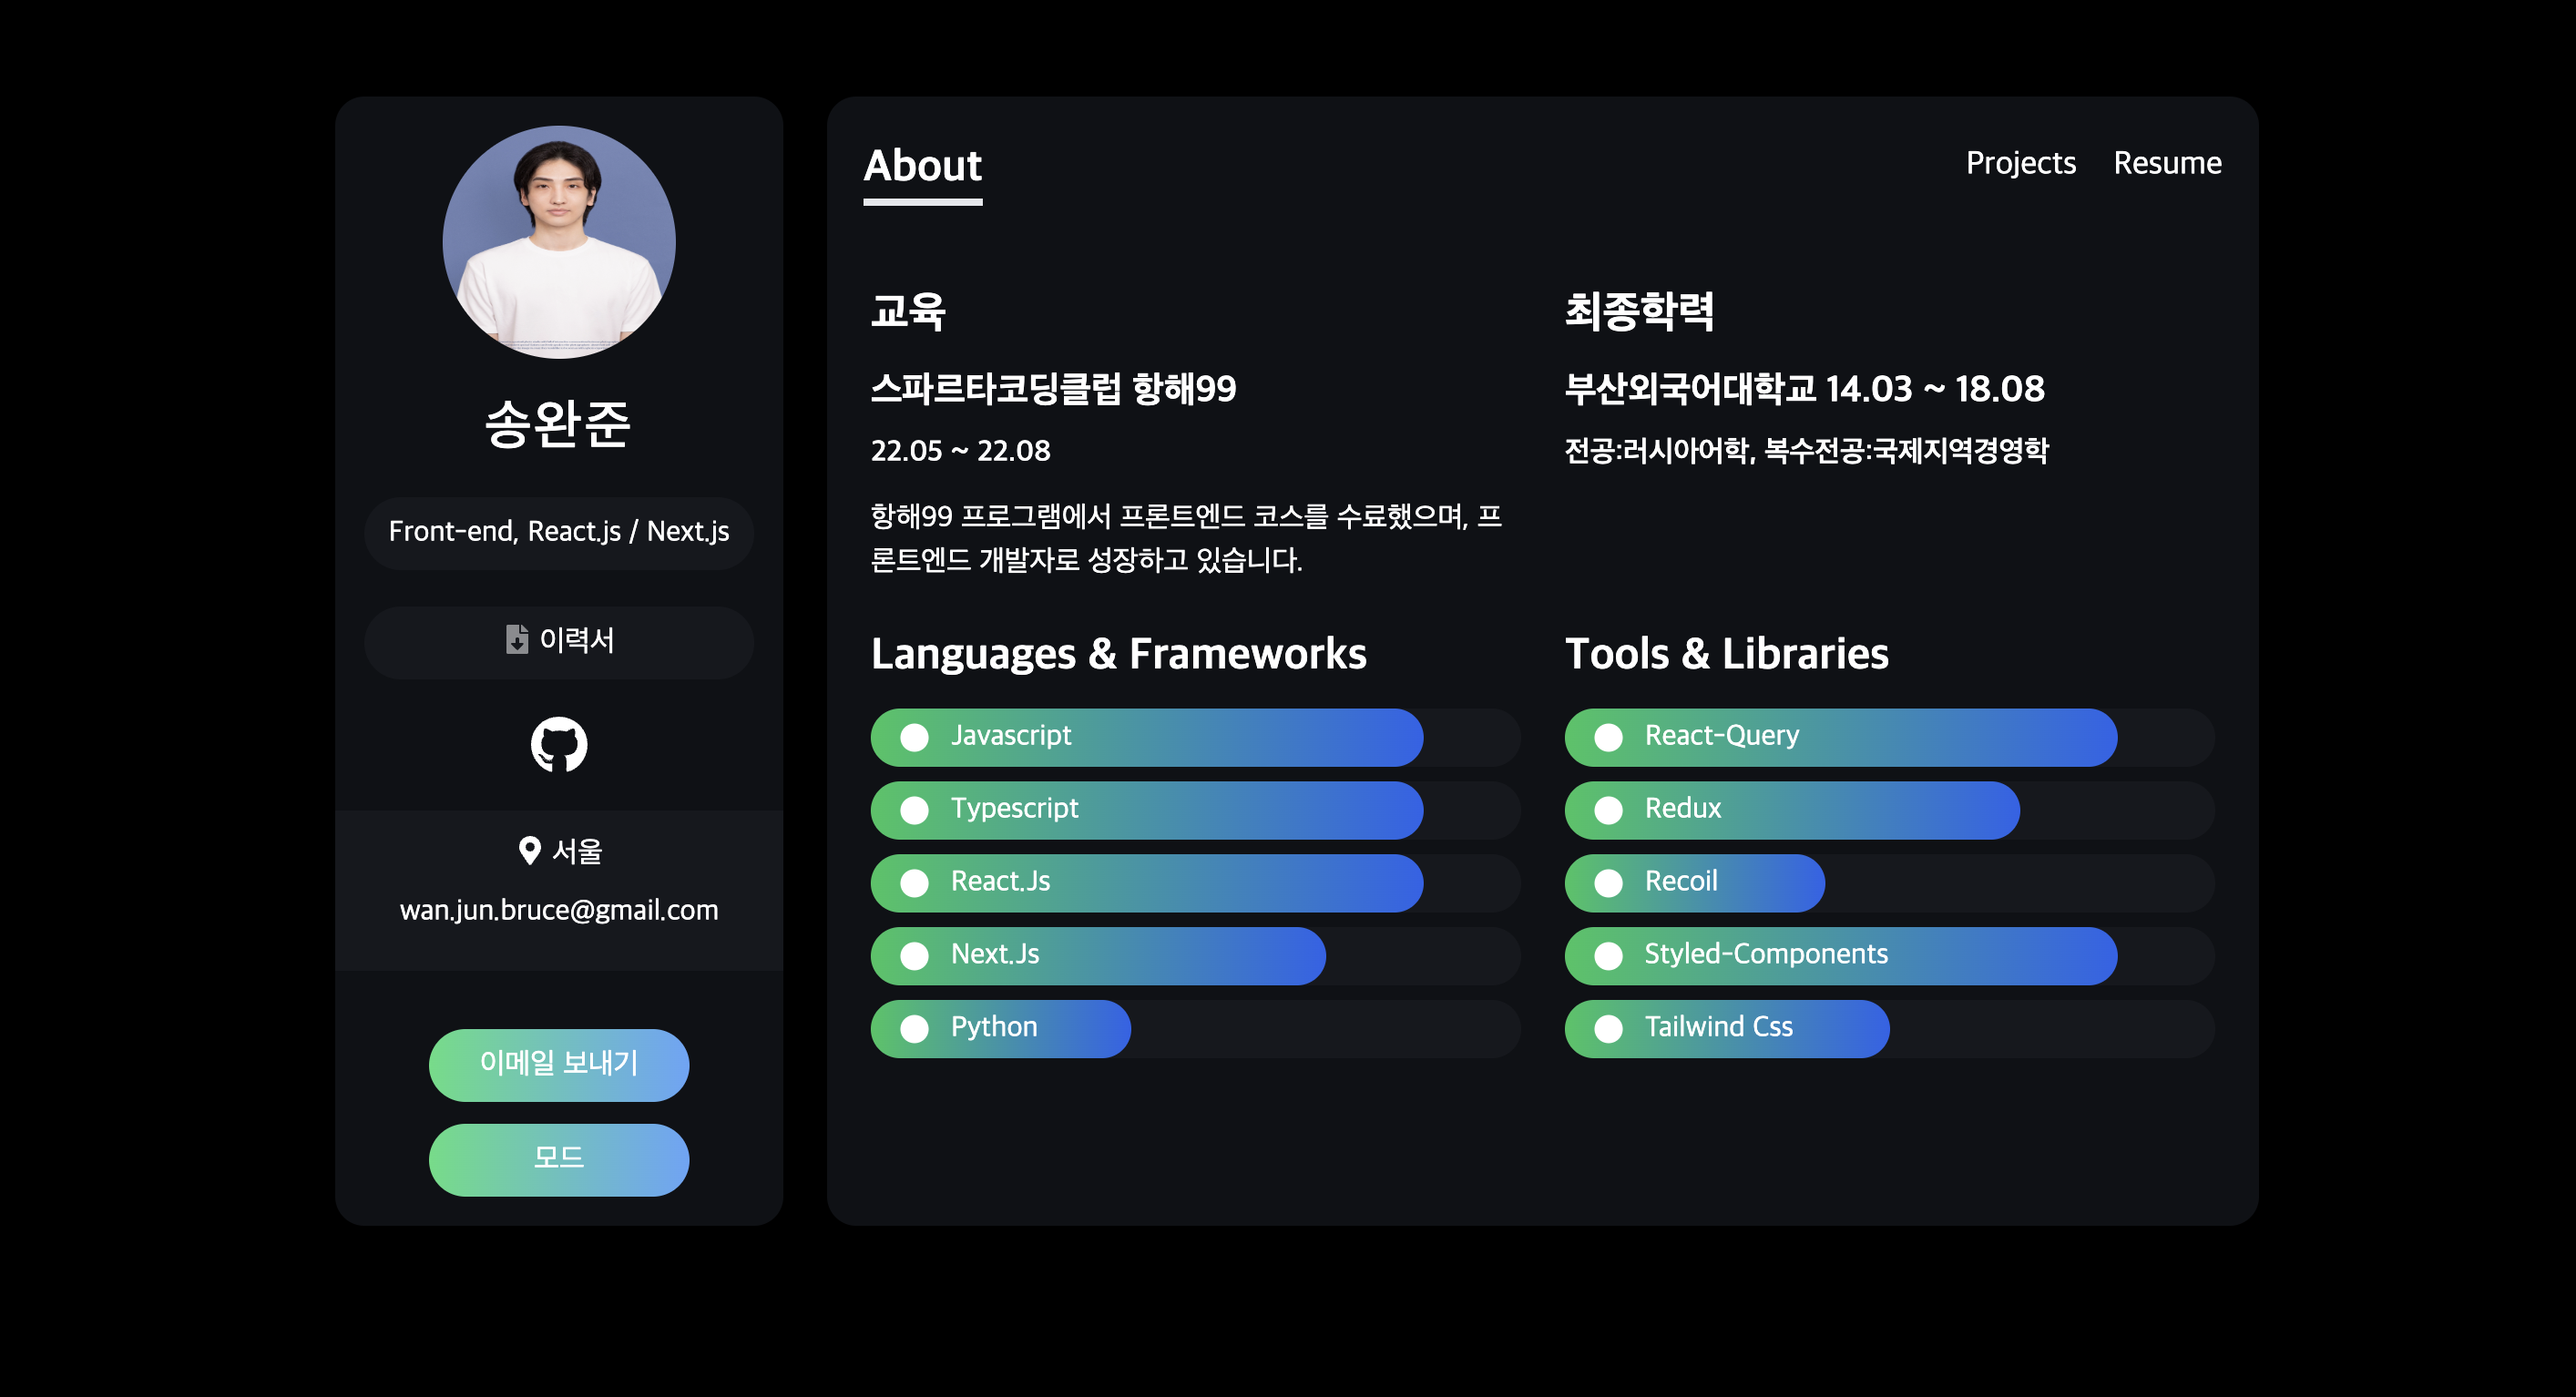 송완준
Front-end, React.js / Next.js
이력서
서울
wan.jun.bruce@gmail.com
이메일 보내기
모드
About
Projects
Resume
교육
스파르타코딩클럽 항해99
22.05 ~ 22.08
항해99 프로그램에서 프론트엔드 코스를 수료했으며, 프
론트엔드 개발자로 성장하고 있습니다.
최종학력
부산외국어대학교 14.03 ~ 18.08
전공:러시아어학, 복수전공:국제지역경영학
Languages & Frameworks
Javascript
Typescript
React.Js
Next.Js
Python
Tools & Libraries
React-Query
Redux
Recoil
Styled-Components
Tailwind Css